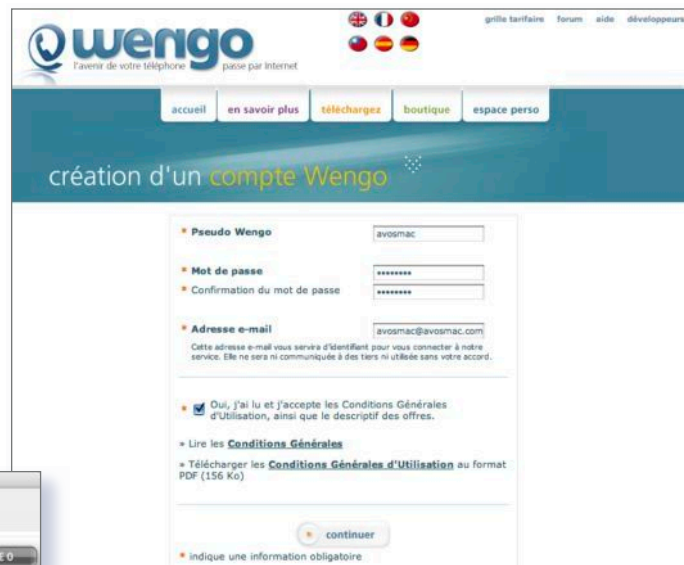 grille tarifaire forum aide développeurs
wengo
l'avenir de votre téléphone passe par Internet
accueil en savoir plus téléchargez boutique espace perso
création d'un compte Wengo
Pseudo Wengo avosmac
Mot de passe ••••••••
Confirmation du mot de passe ••••••••
Adresse e-mail avosmac@avosmac.com
Cette adresse e-mail vous servira d'identifiant pour vous connecter à notre
service. Elle ne sera ni communiquée à des tiers ni utilisée sans votre accord.
Oui, j'ai lu et j'accepte les Conditions Générales
d'Utilisation, ainsi que le descriptif des offres.
» Lire les Conditions Générales
» Télécharger les Conditions Générales d'Utilisation au format
PDF (156 Ko)
continuer
* indique une information obligatoire